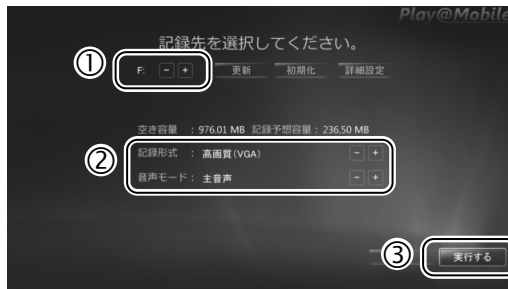 Play@Mobile
記録先を選択してください。
① F: - + 更新 初期化 詳細設定
空き容量 : 976.01 MB 記録予想容量 : 236.50 MB
② 記録形式 : 高画質(VGA) - +
音声モード : 主音声 - +
③ 実行する